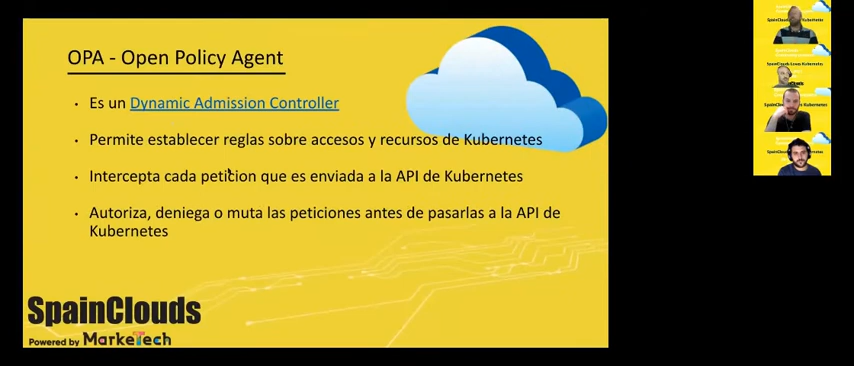 OPA - Open Policy Agent
• Es un Dynamic Admission Controller
• Permite establecer reglas sobre accesos y recursos de Kubernetes
• Intercepta cada peticion que es enviada a la API de Kubernetes
• Autoriza, deniega o muta las peticiones antes de pasarlas a la API de
Kubernetes
SpainClouds
Powered by MarkeTech